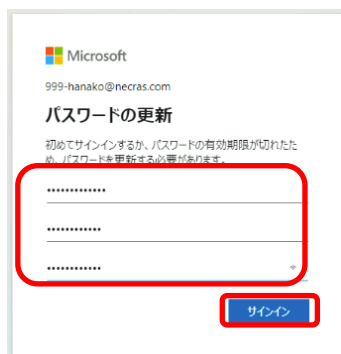 Microsoft
999-hanako@necras.com
パスワードの更新
初めてサインインするか、パスワードの有効期限が切れたた
め、パスワードを更新する必要があります。
•••••••••••••
••••••••••••
••••••••••••
サインイン